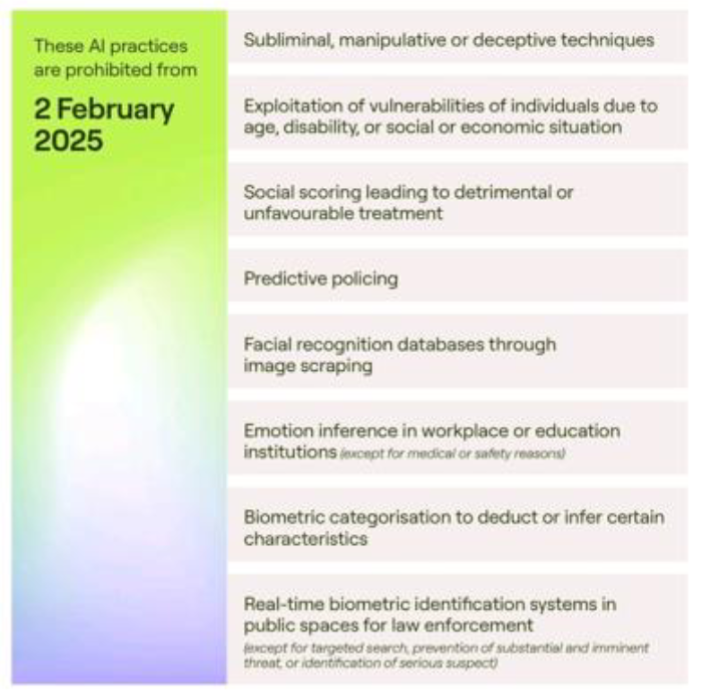 These AI practices
are prohibited from
2 February
2025
Subliminal, manipulative or deceptive techniques
Exploitation of vulnerabilities of individuals due to
age, disability, or social or economic situation
Social scoring leading to detrimental or
unfavourable treatment
Predictive policing
Facial recognition databases through
image scraping
Emotion inference in workplace or education
institutions (except for medical or safety reasons)
Biometric categorisation to deduct or infer certain
characteristics
Real-time biometric identification systems in
public spaces for law enforcement
(except for targeted search, prevention of substantial and imminent
threat, or identification of serious suspect)